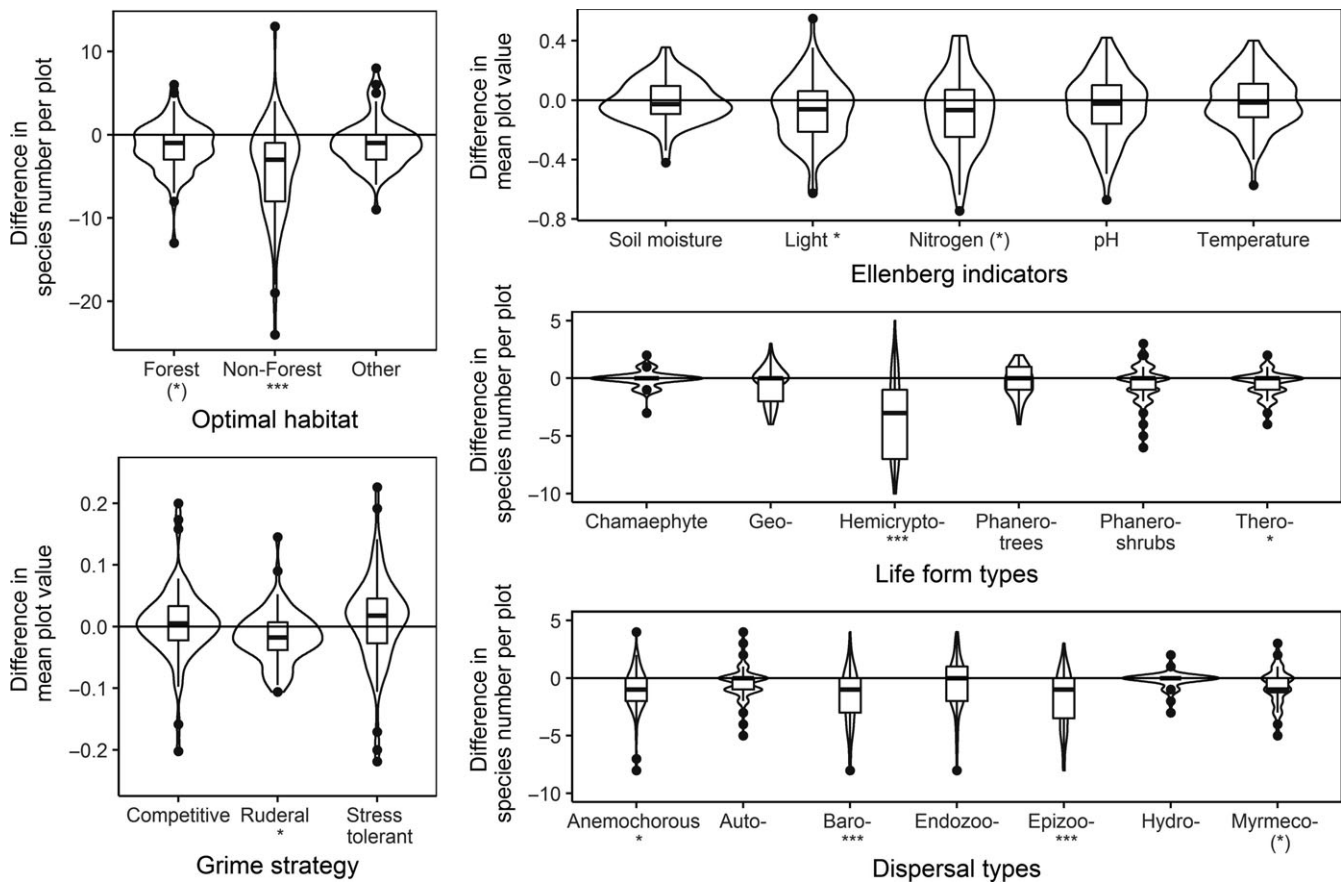 Difference in
species number per plot
10
0
−10
−20
Forest
(*)
Non-Forest
***
Other
Optimal habitat
Difference in
mean plot value
0.4
0.0
−0.4
−0.8
Soil moisture
Light *
Nitrogen (*)
pH
Temperature
Ellenberg indicators
Difference in
species number per plot
5
0
−5
−10
Chamaephyte
Geo-
Hemicrypto-
***
Phanero-
trees
Phanero-
shrubs
Thero-
*
Life form types
Difference in
mean plot value
0.2
0.1
0.0
−0.1
−0.2
Competitive
Ruderal
*
Stress
tolerant
Grime strategy
Difference in
species number per plot
5
0
−5
−10
Anemochorous
*
Auto-
Baro-
***
Endozoo-
Epizoo-
***
Hydro-
Myrmeco-
(*)
Dispersal types